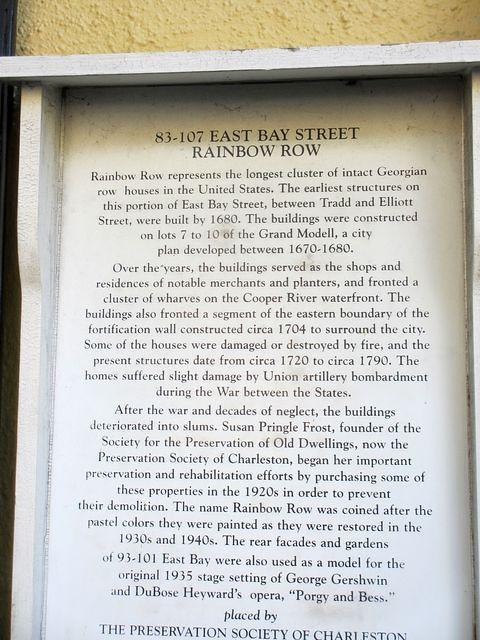 83-107 EAST BAY STREET
RAINBOW ROW
Rainbow Row represents the longest cluster of intact Georgian
row houses in the United States. The earliest structures on
this portion of East Bay Street, between Tradd and Elliott
Street, were built by 1680. The buildings were constructed
on lots 7 to 10 of the Grand Modell, a city
plan developed between 1670-1680.
Over the years, the buildings served as the shops and
residences of notable merchants and planters, and fronted a
cluster of wharves on the Cooper River waterfront. The
buildings also fronted a segment of the eastern boundary of the
fortification wall constructed circa 1704 to surround the city.
Some of the houses were damaged or destroyed by fire, and the
present structures date from circa 1720 to circa 1790. The
homes suffered slight damage by Union artillery bombardment
during the War between the States.
After the war and decades of neglect, the buildings
deteriorated into slums. Susan Pringle Frost, founder of the
Society for the Preservation of Old Dwellings, now the
Preservation Society of Charleston, began her important
preservation and rehabilitation efforts by purchasing some of
these properties in the 1920s in order to prevent
their demolition. The name Rainbow Row was coined after the
pastel colors they were painted as they were restored in the
1930s and 1940s. The rear facades and gardens
of 93-101 East Bay were also used as a model for the
original 1935 stage setting of George Gershwin
and DuBose Heyward's opera, "Porgy and Bess."
placed by
THE PRESERVATION SOCIETY OF CHARLESTON